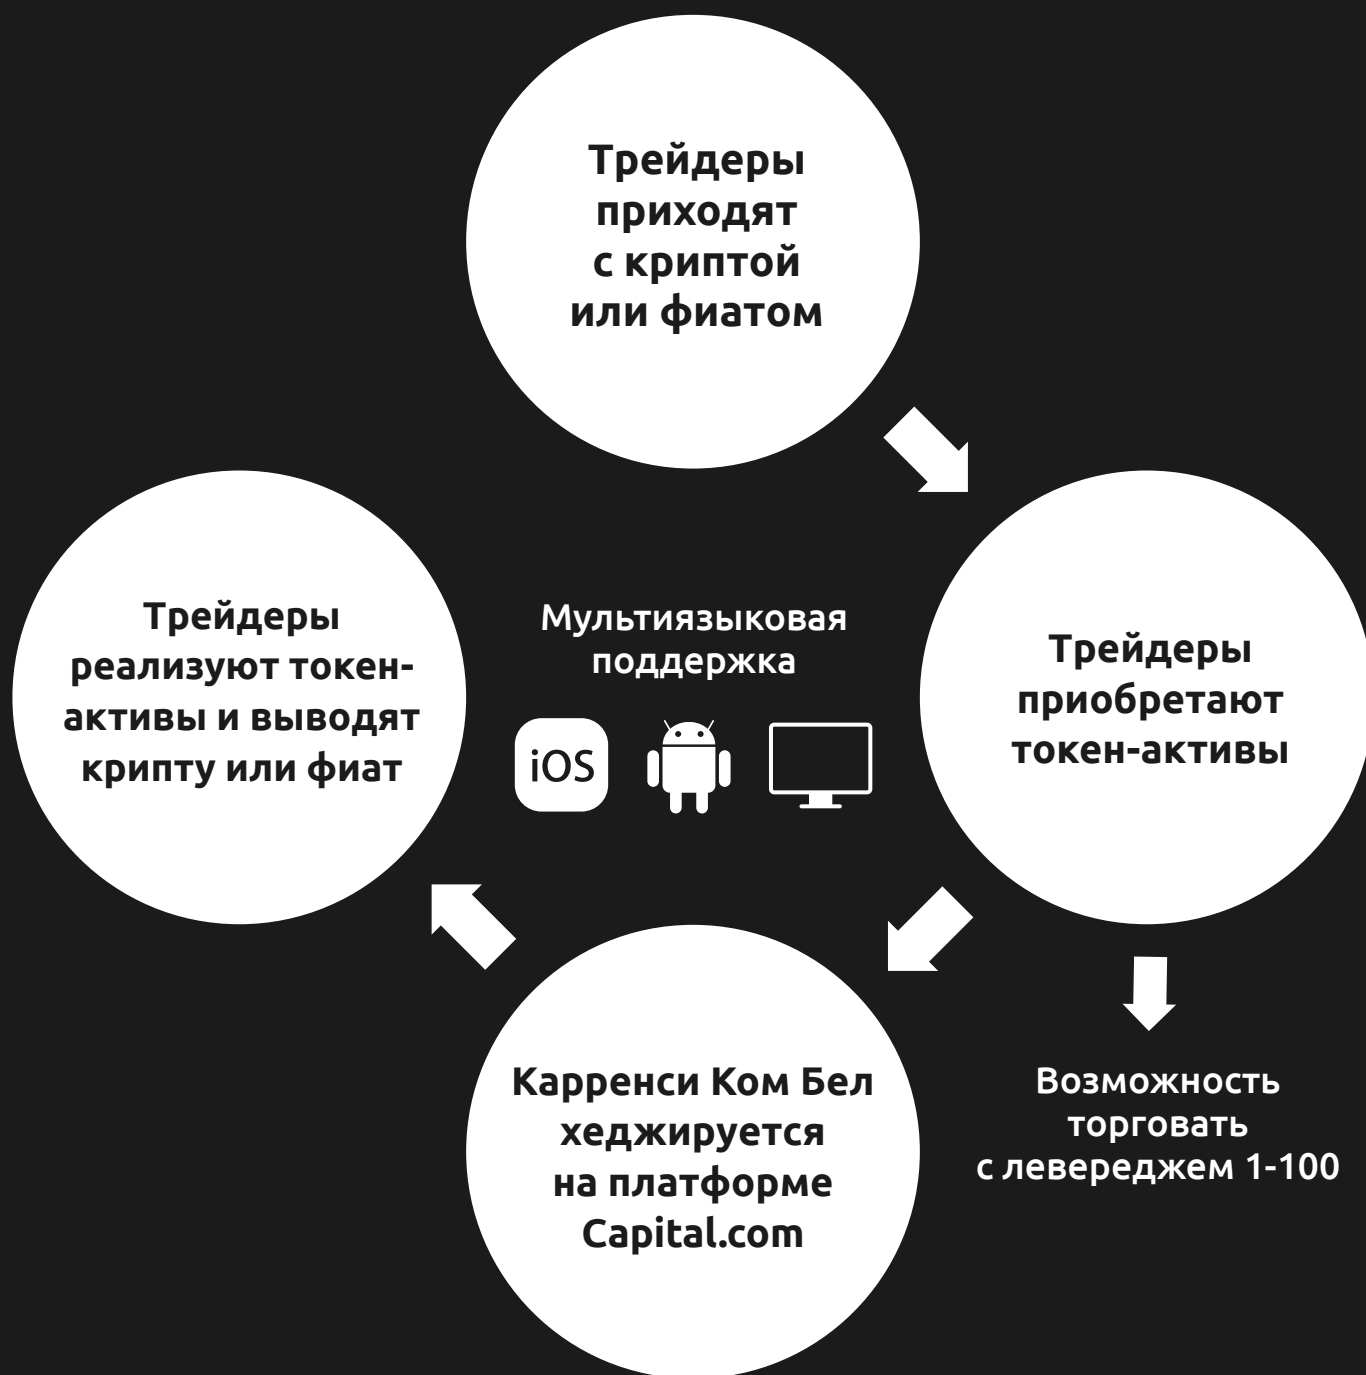 Трейдеры
приходят
с криптой
или фиатом
Трейдеры
реализуют токен-
активы и выводят
крипту или фиат
Мультиязыковая
поддержка
iOS
Трейдеры
приобретают
токен-активы
Карренси Ком Бел
хеджируется
на платформе
Capital.com
Возможность
торговать
с левереджем 1-100